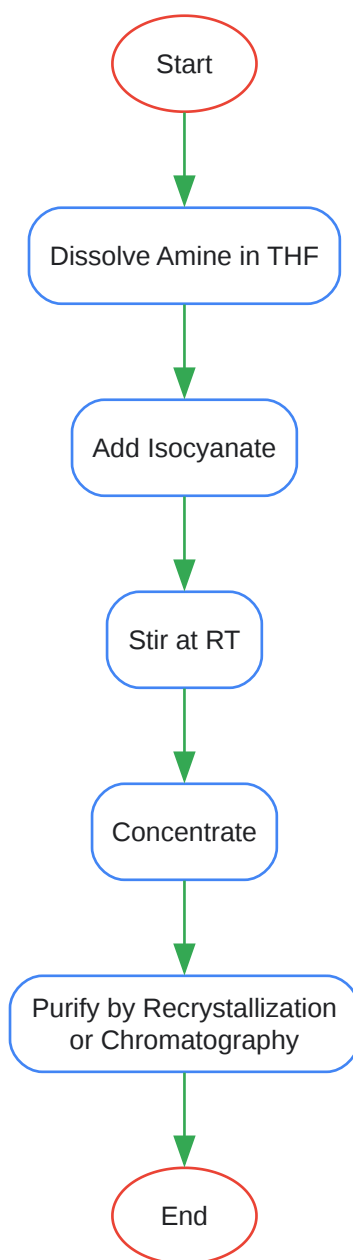 Start
Dissolve Amine in THF
Add Isocyanate
Stir at RT
Concentrate
Purify by Recrystallization
or Chromatography
End